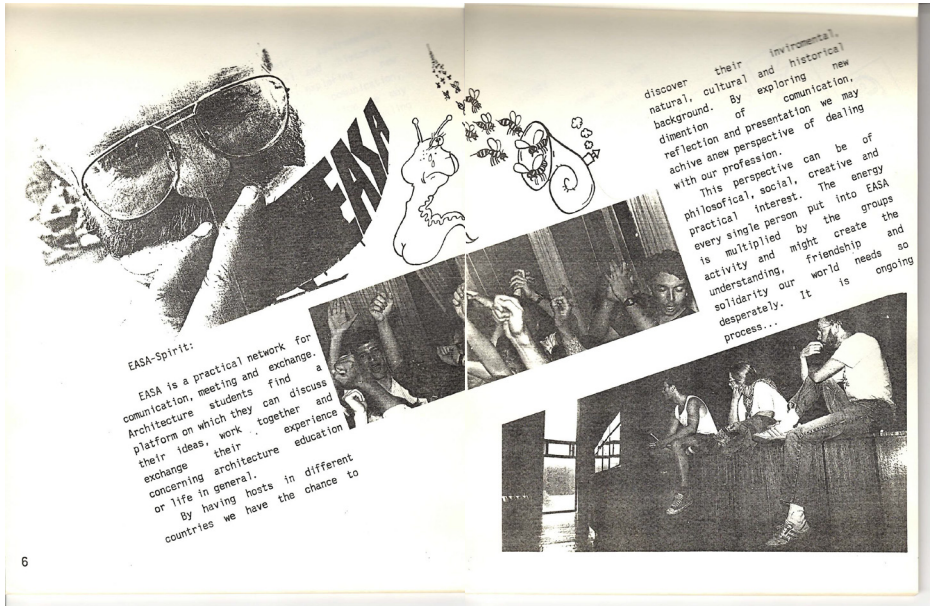 EASA
EASA-Spirit:
EASA is a practical network for
comunication, meeting and exchange.
Architecture students find a
platform on which they can discuss
their ideas, work together and
exchange their experience
concerning architecture education
or life in general.
By having hosts in different
countries we have the chance to
6
discover their inviromental,
natural, cultural and historical
background. By exploring new
dimention of comunication,
reflection and presentation we may
achive anew perspective of dealing
with our profession.
This perspective can be of
philosofical, social, creative and
practical interest. The energy
every single person put into EASA
is multiplied by the groups
activity and might create the
understanding, friendship and
solidarity our world needs so
desperately. It is ongoing
process...